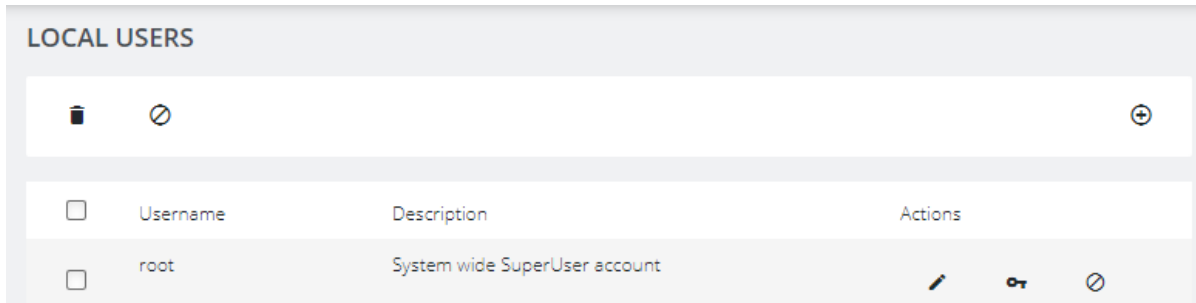 LOCAL USERS
Username Description Actions
root System wide SuperUser account